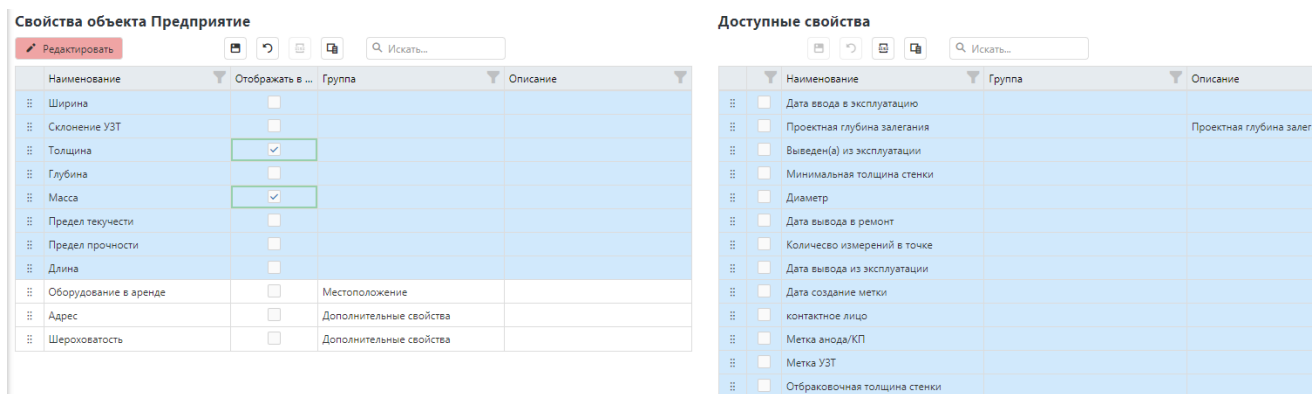 Свойства объекта Предприятие
Редактировать
Искать...
Наименование Отображать в ... Группа Описание
Ширина
Склонение УЗТ
Толщина
Глубина
Масса
Предел текучести
Предел прочности
Длина
Оборудование в аренде Местоположение
Адрес Дополнительные свойства
Шероховатость Дополнительные свойства
Доступные свойства
Искать...
Наименование Группа Описание
Дата ввода в эксплуатацию
Проектная глубина залегания Проектная глубина залег
Выведен(а) из эксплуатации
Минимальная толщина стенки
Диаметр
Дата вывода в ремонт
Количесво измерений в точке
Дата вывода из эксплуатации
Дата создание метки
контактное лицо
Метка анода/КП
Метка УЗТ
Отбраковочная толщина стенки